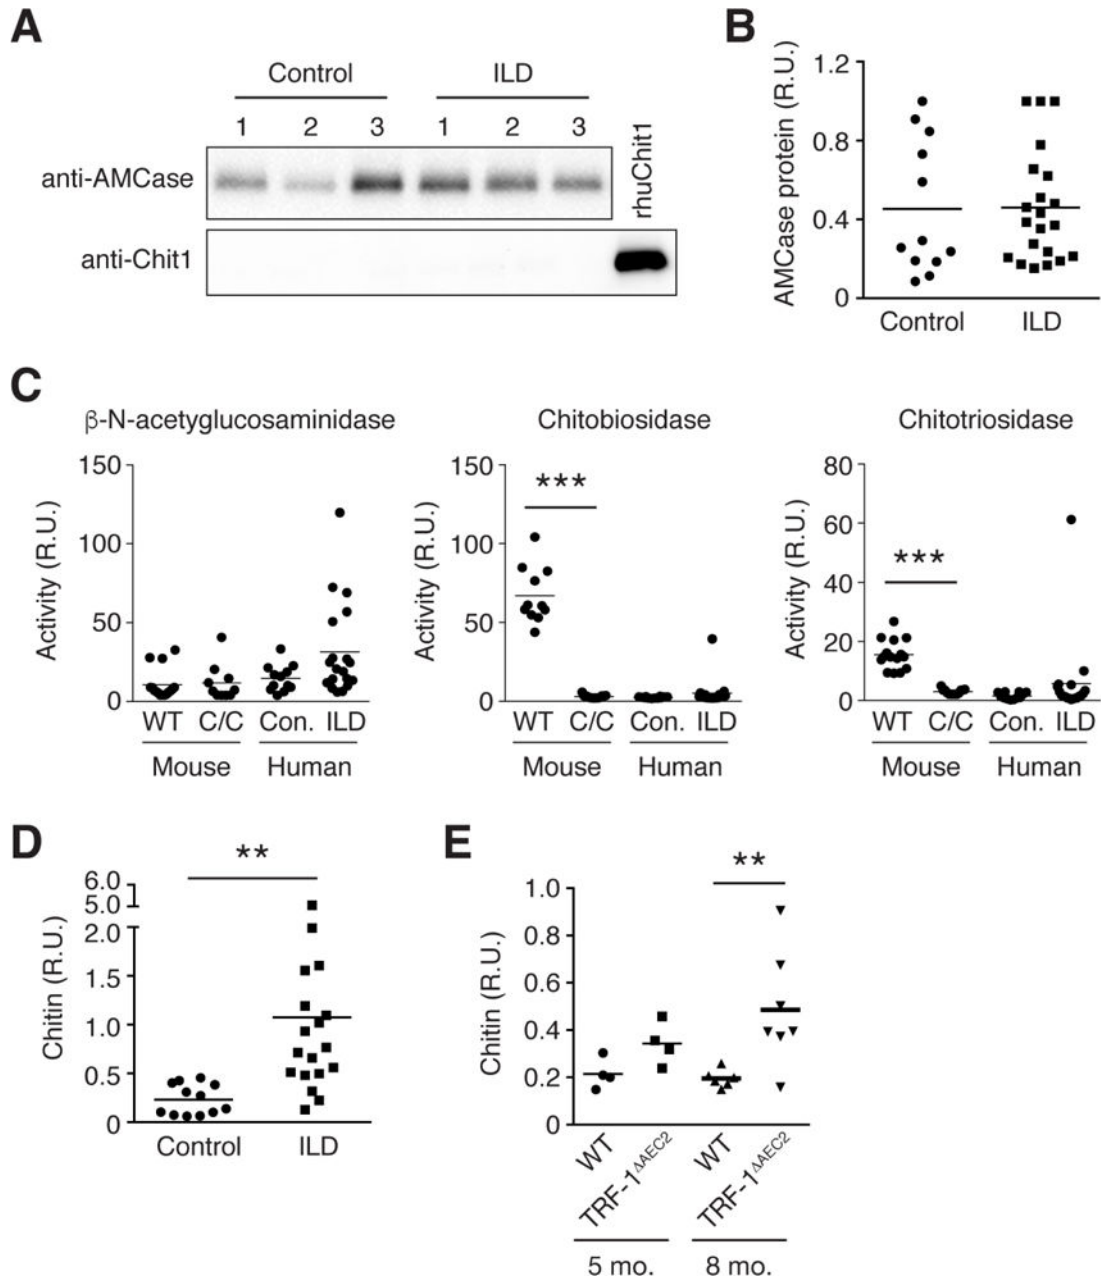 A
Control ILD
1 2 3 1 2 3
rhuChit1
anti-AMCase
anti-Chit1
B
AMCase protein (R.U.)
1.2
0.8
0.4
0
Control ILD
C
β-N-acetyglucosaminidase
Activity (R.U.)
150
100
50
0
WT C/C Con. ILD
Mouse Human
Chitobiosidase
Activity (R.U.)
150
100
50
0
***
WT C/C Con. ILD
Mouse Human
Chitotriosidase
Activity (R.U.)
80
60
40
20
0
***
WT C/C Con. ILD
Mouse Human
D
Chitin (R.U.)
**
6.0
5.0
2.0
1.5
1.0
0.5
0
Control ILD
E
Chitin (R.U.)
**
1.0
0.8
0.6
0.4
0.2
0
WT TRF-1ΔAEC2 WT TRF-1ΔAEC2
5 mo. 8 mo.